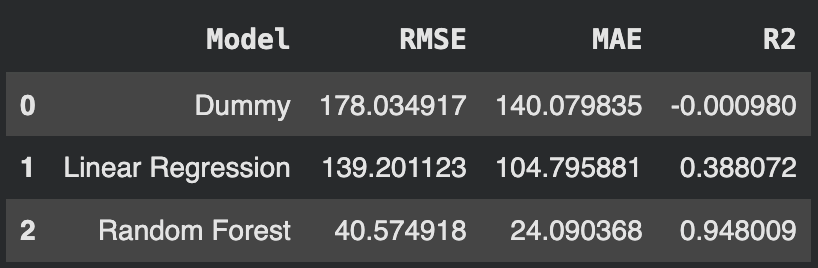 Model RMSE MAE R2
0 Dummy 178.034917 140.079835 -0.000980
1 Linear Regression 139.201123 104.795881 0.388072
2 Random Forest 40.574918 24.090368 0.948009